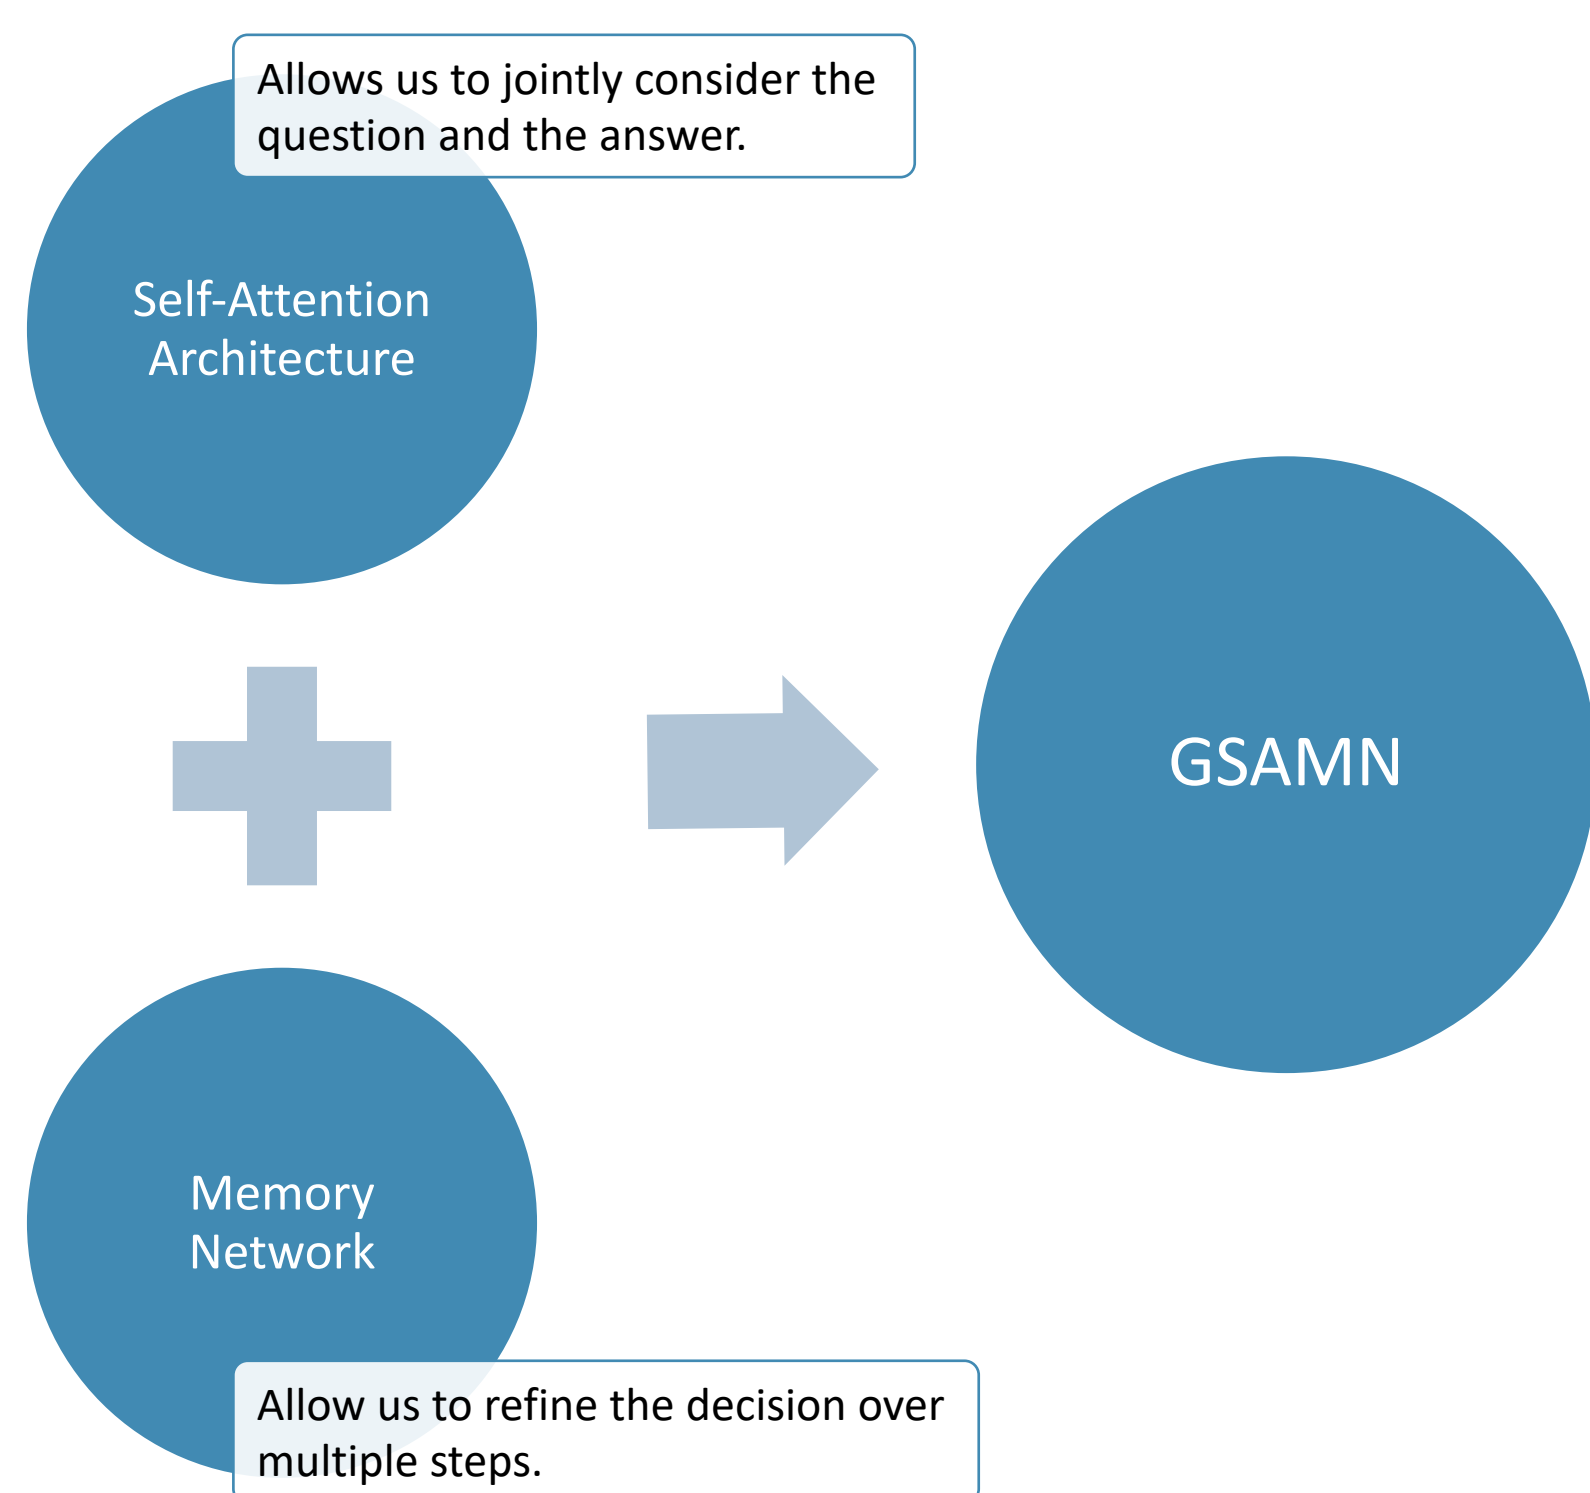 Allows us to jointly consider the
question and the answer.
Self-Attention
Architecture
GSAMN
Memory
Network
Allow us to refine the decision over
multiple steps.